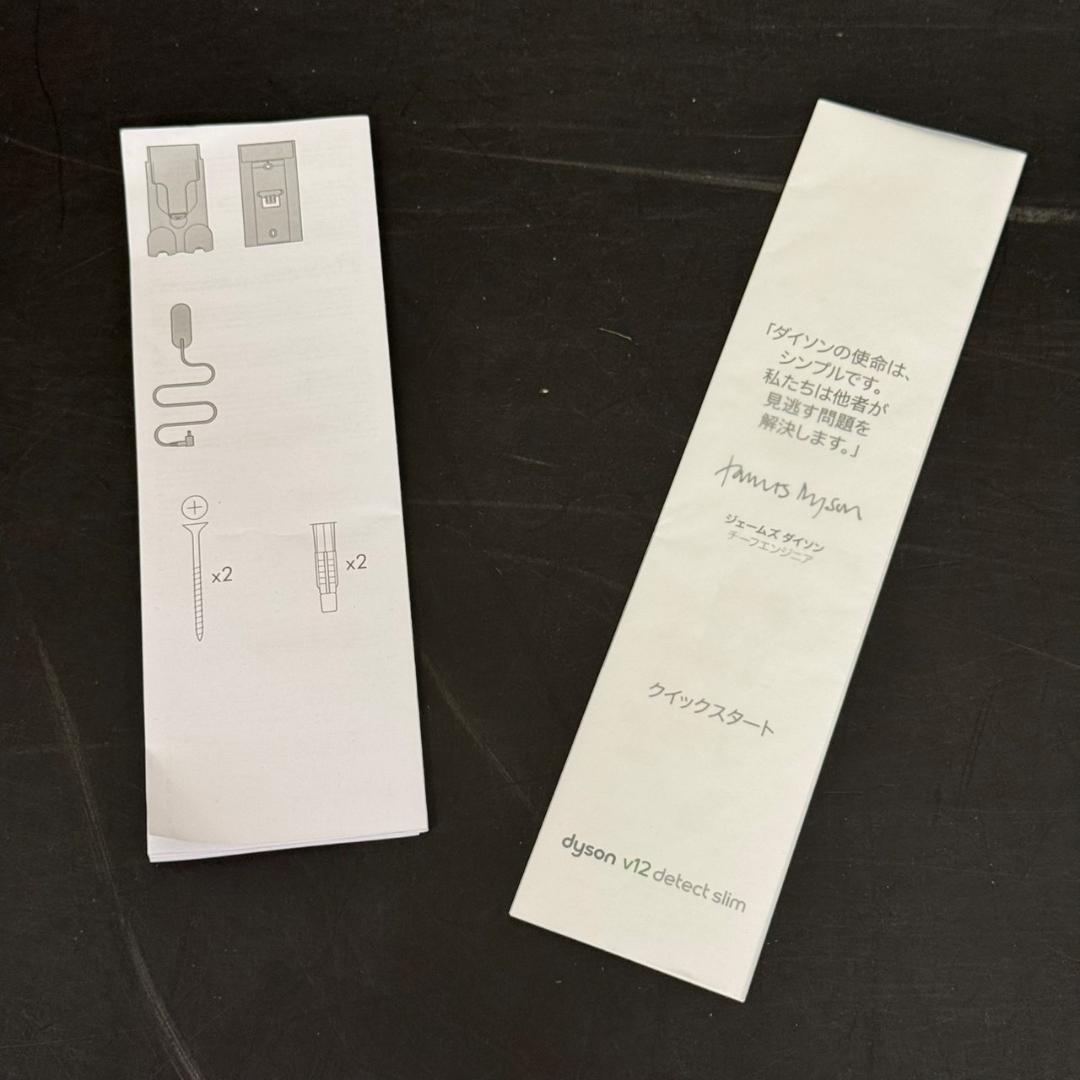 x2
x2
「ダイソンの使命は、
シンプルです。
私たちは他者が
見逃す問題を
解決します。」
james dyson
ジェームズ ダイソン
チーフエンジニア
クイックスタート
dyson v12 detect slim